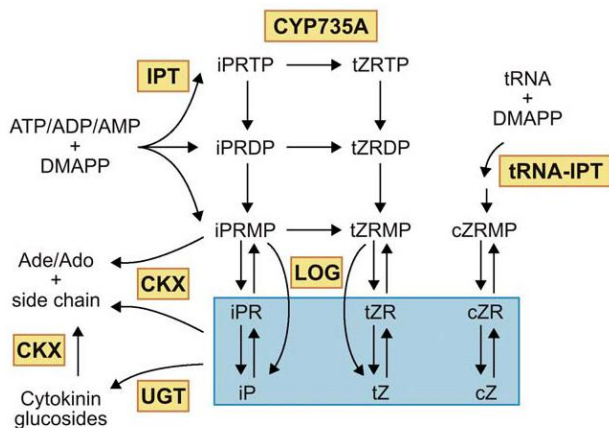 CYP735A
IPT
iPRTP
tZRTP
tRNA
+
DMAPP
ATP/ADP/AMP
+
DMAPP
iPRDP
tZRDP
tRNA-IPT
iPRMP
tZRMP
cZRMP
Ade/Ado
+
side chain
CKX
LOG
iPR
tZR
cZR
CKX
Cytokinin
glucosides
UGT
iP
tZ
cZ